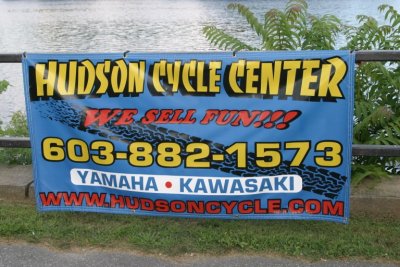 HUDSON CYCLE CENTER
WE SELL FUN!!!
603-882-1573
YAMAHA • KAWASAKI
WWW.HUDSONCYCLE.COM